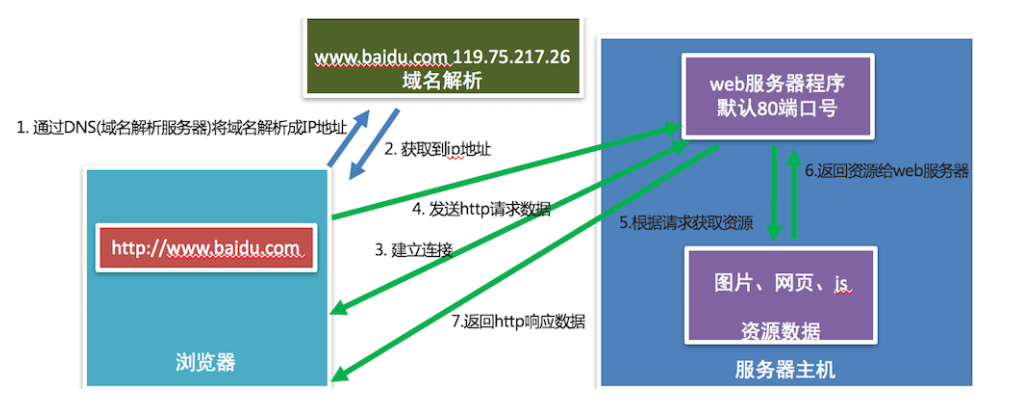 www.baidu.com 119.75.217.26
域名解析
web服务器程序
默认80端口号
1. 通过DNS(域名解析服务器)将域名解析成IP地址
2. 获取到ip地址
6.返回资源给web服务器
4. 发送http请求数据
5.根据请求获取资源
http://www.baidu.com
3. 建立连接
图片、网页、js
7.返回http响应数据
资源数据
浏览器
服务器主机